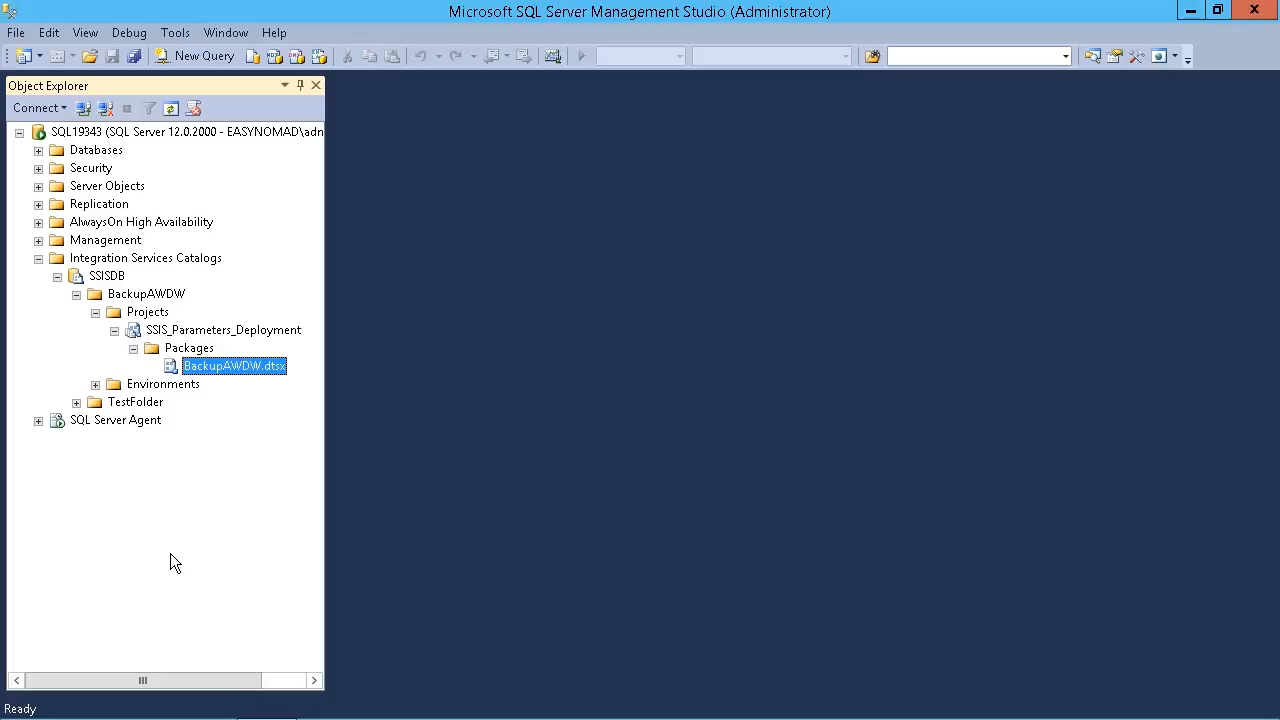 Microsoft SQL Server Management Studio (Administrator)
File Edit View Debug Tools Window Help
New Query
Object Explorer
Connect
SQL19343 (SQL Server 12.0.2000 - EASYNOMAD\adn
Databases
Security
Server Objects
Replication
AlwaysOn High Availability
Management
Integration Services Catalogs
SSISDB
BackupAWDW
Projects
SSIS_Parameters_Deployment
Packages
BackupAWDW.dtsx
Environments
TestFolder
SQL Server Agent
Ready